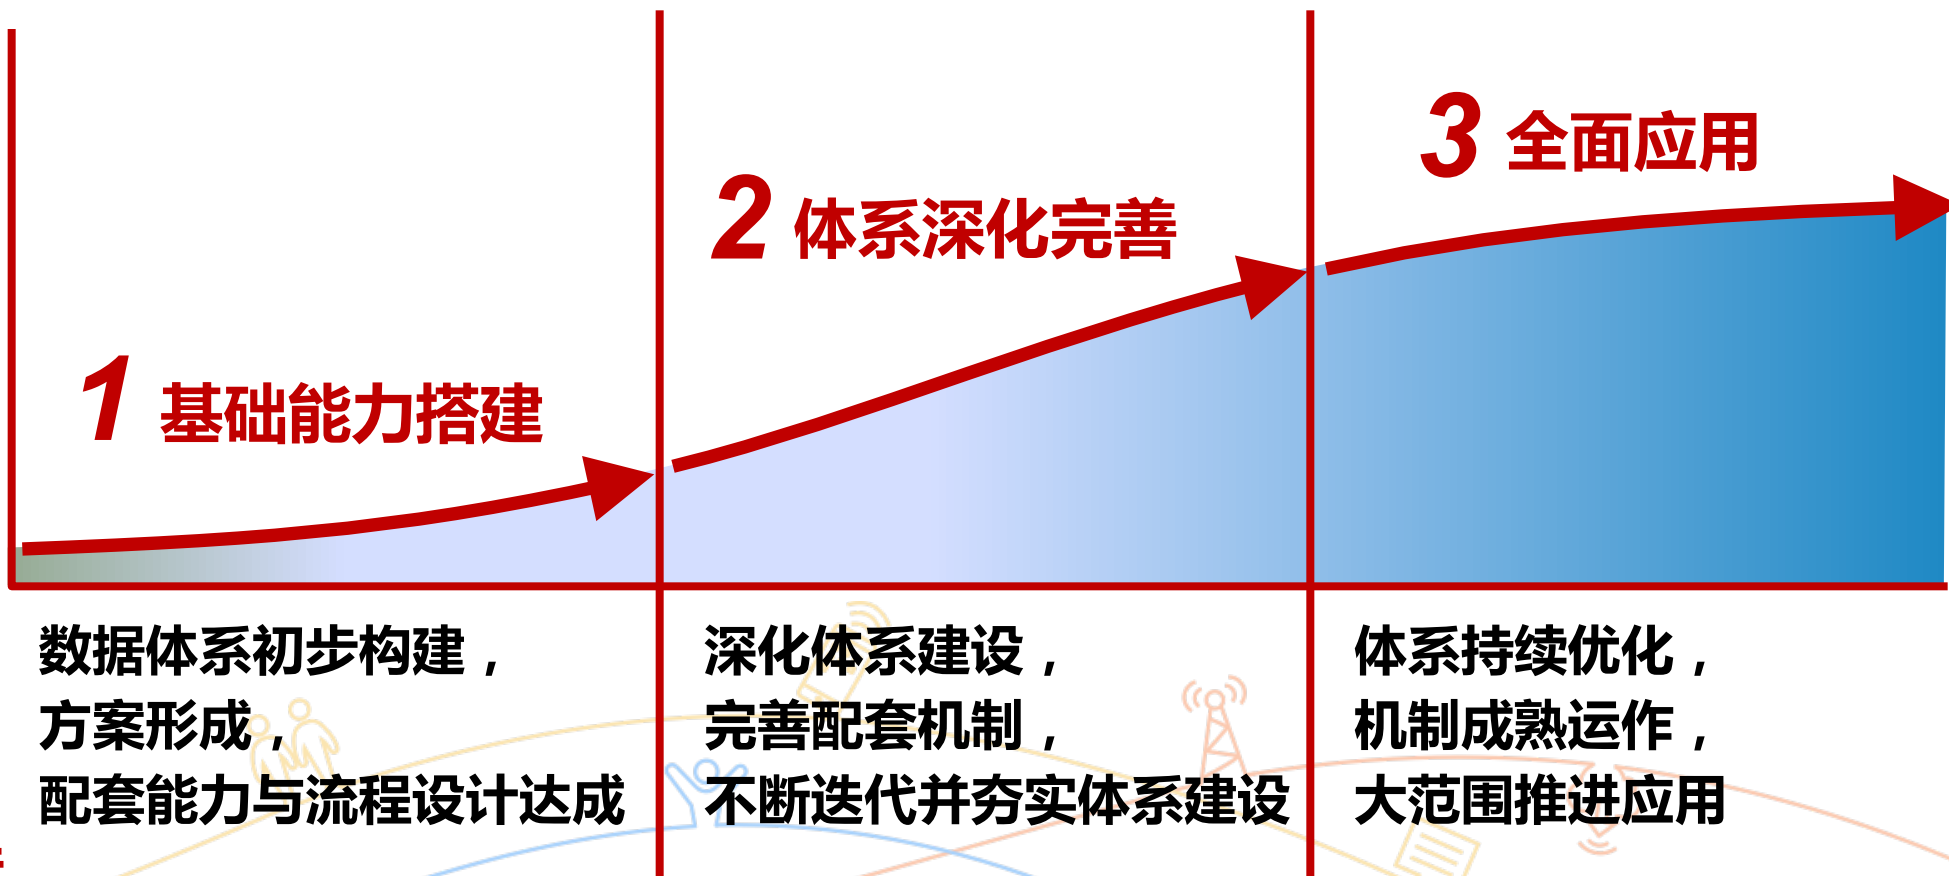 1 基础能力搭建
数据体系初步构建，
方案形成，
配套能力与流程设计达成
2 体系深化完善
深化体系建设，
完善配套机制，
不断迭代并夯实体系建设
3 全面应用
体系持续优化，
机制成熟运作，
大范围推进应用